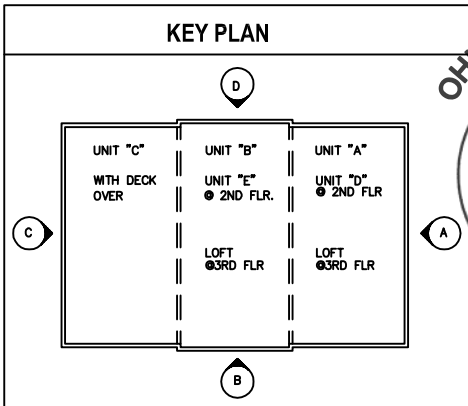 KEY PLAN
OH
D
UNIT "C"
WITH DECK
OVER
UNIT "B"
UNIT "E"
@ 2ND FLR.
LOFT
@3RD FLR
UNIT "A"
UNIT "D"
@ 2ND FLR
LOFT
@3RD FLR
C
A
B